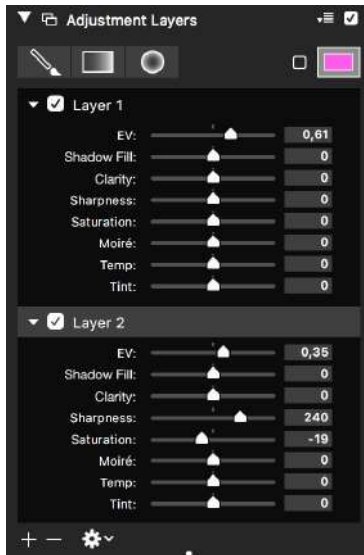 Adjustment Layers
Layer 1
EV: 0,61
Shadow Fill: 0
Clarity: 0
Sharpness: 0
Saturation: 0
Moiré: 0
Temp: 0
Tint: 0
Layer 2
EV: 0,35
Shadow Fill: 0
Clarity: 0
Sharpness: 240
Saturation: -19
Moiré: 0
Temp: 0
Tint: 0